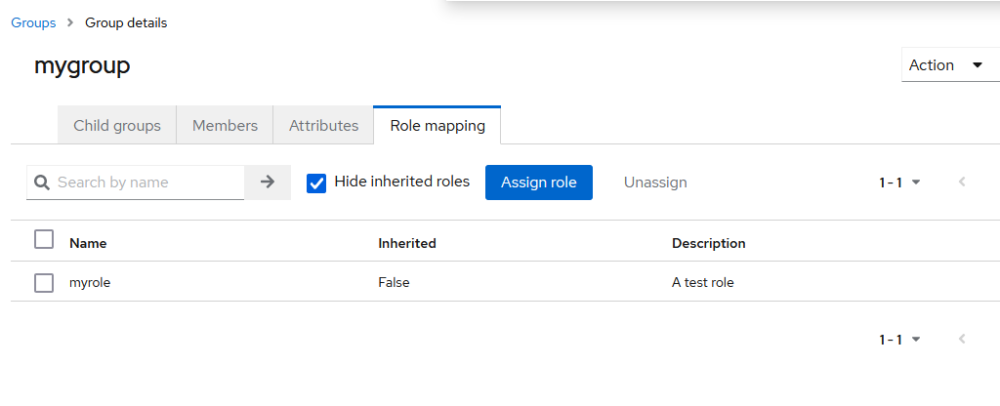 Groups > Group details
mygroup
Action
Child groups Members Attributes Role mapping
Search by name Hide inherited roles Assign role Unassign 1 - 1
Name Inherited Description
myrole False A test role
1 - 1